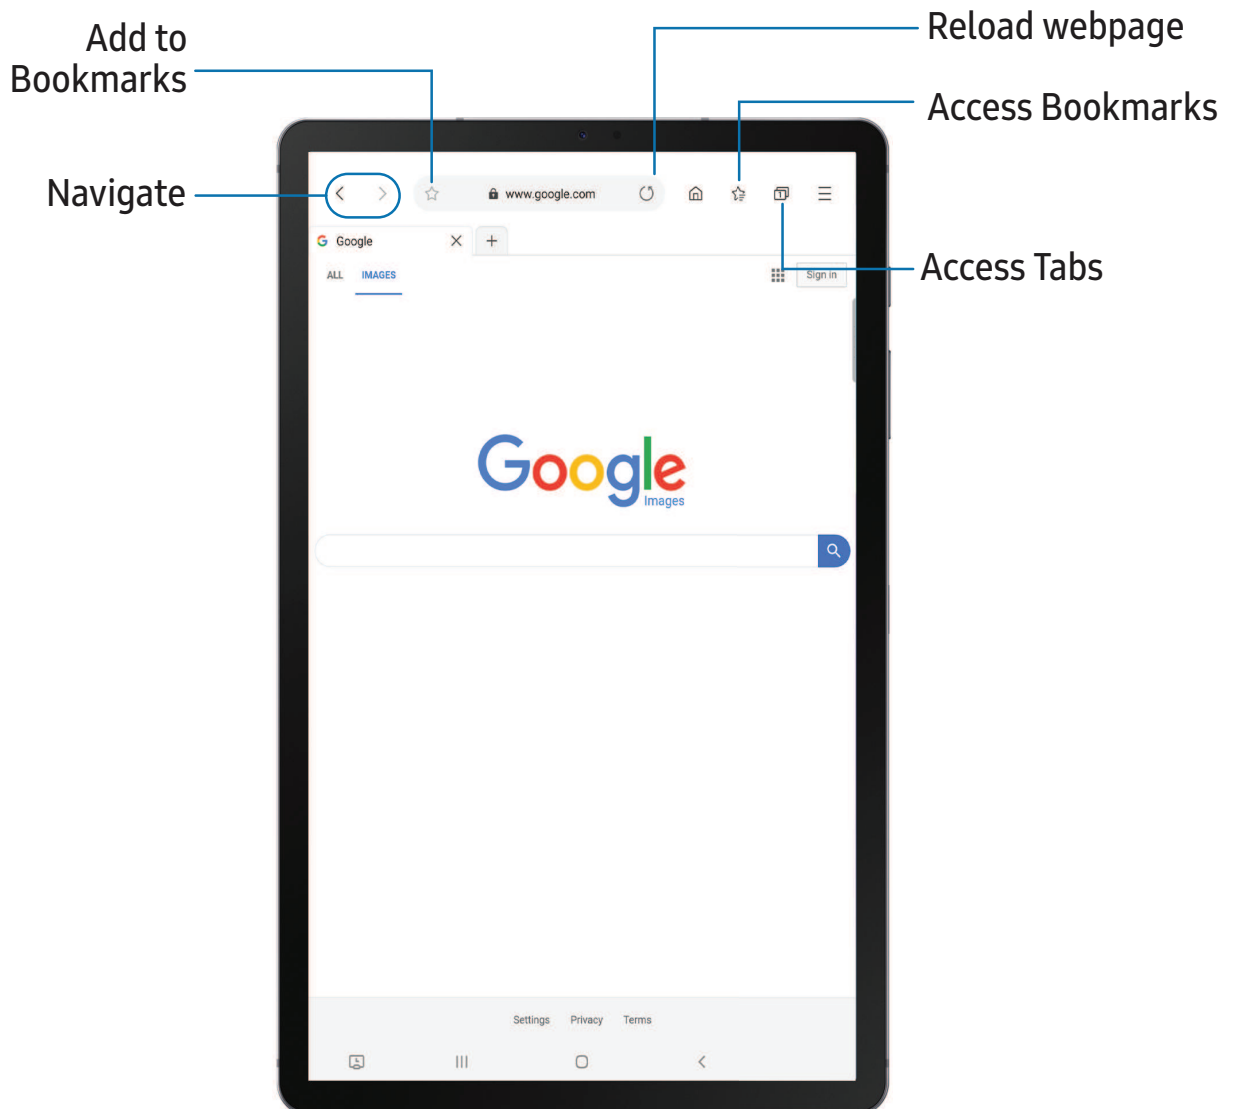 Add to
Bookmarks
Reload webpage
Access Bookmarks
Navigate
www.google.com
1
G Google
Access Tabs
ALL IMAGES
Sign in
Google
Images
Settings Privacy Terms